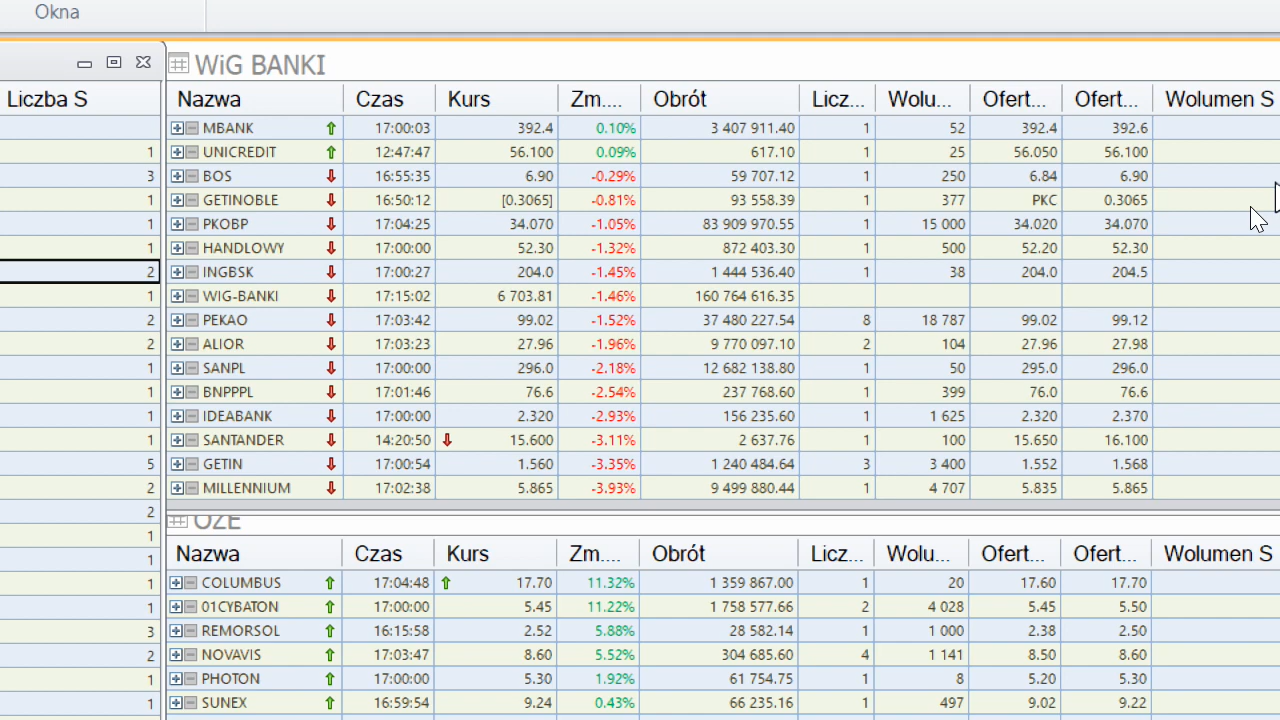 Okna
WiG BANKI
Liczba S
Nazwa Czas Kurs Zm.... Obrót Licz... Wolu... Ofert... Ofert... Wolumen S
MBANK 17:00:03 392.4 0.10% 3 407 911.40 1 52 392.4 392.6
1 UNICREDIT 12:47:47 56.100 0.09% 617.10 1 25 56.050 56.100
3 BOS 16:55:35 6.90 -0.29% 59 707.12 1 250 6.84 6.90
1 GETINOBLE 16:50:12 [0.3065] -0.81% 93 558.39 1 377 PKC 0.3065
1 PKOBP 17:04:25 34.070 -1.05% 83 909 970.55 1 15 000 34.020 34.070
1 HANDLOWY 17:00:00 52.30 -1.32% 872 403.30 1 500 52.20 52.30
2 INGBSK 17:00:27 204.0 -1.45% 1 444 536.40 1 38 204.0 204.5
1 WIG-BANKI 17:15:02 6 703.81 -1.46% 160 764 616.35
2 PEKAO 17:03:42 99.02 -1.52% 37 480 227.54 8 18 787 99.02 99.12
2 ALIOR 17:03:23 27.96 -1.96% 9 770 097.10 2 104 27.96 27.98
1 SANPL 17:00:00 296.0 -2.18% 12 682 138.80 1 50 295.0 296.0
1 BNPPPL 17:01:46 76.6 -2.54% 237 768.60 1 399 76.0 76.6
1 IDEABANK 17:00:00 2.320 -2.93% 156 235.60 1 1 625 2.320 2.370
1 SANTANDER 14:20:50 15.600 -3.11% 2 637.76 1 100 15.650 16.100
5 GETIN 17:00:54 1.560 -3.35% 1 240 484.64 3 3 400 1.552 1.568
2 MILLENNIUM 17:02:38 5.865 -3.93% 9 499 880.44 1 4 707 5.835 5.865
2 OZE
1
1 Nazwa Czas Kurs Zm.... Obrót Licz... Wolu... Ofert... Ofert... Wolumen S
1 COLUMBUS 17:04:48 17.70 11.32% 1 359 867.00 1 20 17.60 17.70
1 01CYBATON 17:00:00 5.45 11.22% 1 758 577.66 2 4 028 5.45 5.50
3 REMORSOL 16:15:58 2.52 5.88% 28 582.14 1 1 000 2.38 2.50
2 NOVAVIS 17:03:47 8.60 5.52% 304 685.60 4 1 141 8.50 8.60
1 PHOTON 17:00:00 5.30 1.92% 61 754.75 1 8 5.20 5.30
1 SUNEX 16:59:54 9.24 0.43% 66 235.16 1 497 9.02 9.22